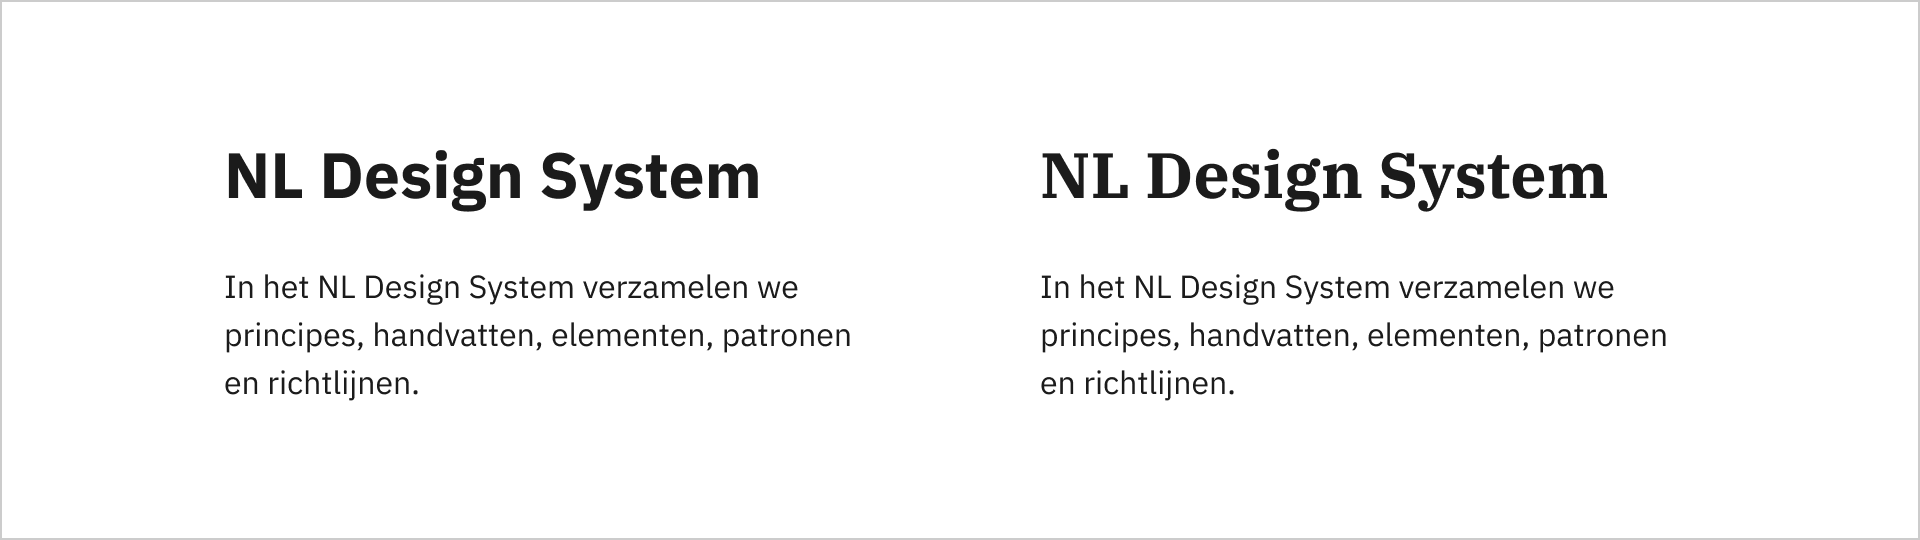 NL Design System
In het NL Design System verzamelen we
principes, handvatten, elementen, patronen
en richtlijnen.
NL Design System
In het NL Design System verzamelen we
principes, handvatten, elementen, patronen
en richtlijnen.